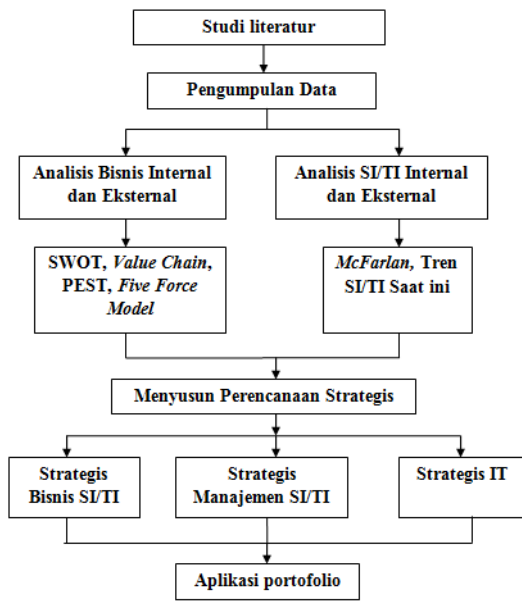 Studi literatur
Pengumpulan Data
Analisis Bisnis Internal
dan Eksternal
Analisis SI/TI Internal
dan Eksternal
SWOT, Value Chain,
PEST, Five Force
Model
McFarlan, Tren
SI/TI Saat ini
Menyusun Perencanaan Strategis
Strategis
Bisnis SI/TI
Strategis
Manajemen SI/TI
Strategis IT
Aplikasi portofolio